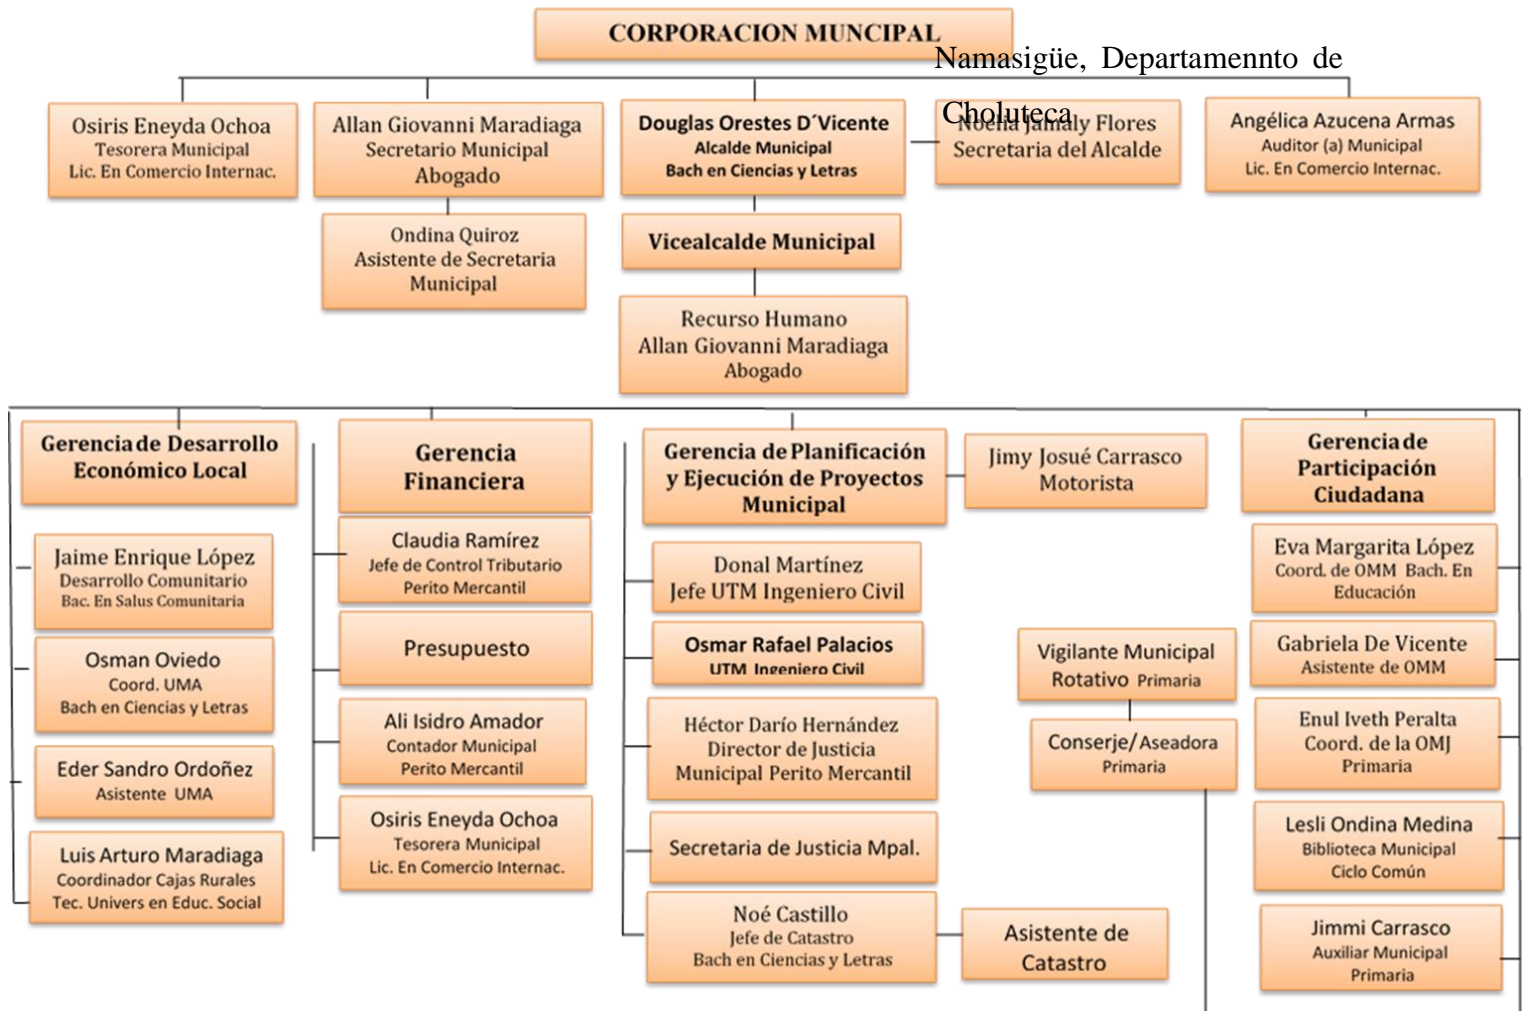 CORPORACION MUNCIPAL
Namasigüe, Departamennto de
Choluteca
Osiris Eneyda Ochoa
Tesorera Municipal
Lic. En Comercio Internac.
Allan Giovanni Maradiaga
Secretario Municipal
Abogado
Douglas Orestes D´Vicente
Alcalde Municipal
Bach en Ciencias y Letras
Noelia Jamaly Flores
Secretaria del Alcalde
Angélica Azucena Armas
Auditor (a) Municipal
Lic. En Comercio Internac.
Ondina Quiroz
Asistente de Secretaria
Municipal
Vicealcalde Municipal
Recurso Humano
Allan Giovanni Maradiaga
Abogado
Gerencia de Desarrollo
Económico Local
Jaime Enrique López
Desarrollo Comunitario
Bac. En Salus Comunitaria
Osman Oviedo
Coord. UMA
Bach en Ciencias y Letras
Eder Sandro Ordoñez
Asistente UMA
Luis Arturo Maradiaga
Coordinador Cajas Rurales
Tec. Univers en Educ. Social
Gerencia
Financiera
Claudia Ramírez
Jefe de Control Tributario
Perito Mercantil
Presupuesto
Ali Isidro Amador
Contador Municipal
Perito Mercantil
Osiris Eneyda Ochoa
Tesorera Municipal
Lic. En Comercio Internac.
Gerencia de Planificación
y Ejecución de Proyectos
Municipal
Jimy Josué Carrasco
Motorista
Donal Martínez
Jefe UTM Ingeniero Civil
Osmar Rafael Palacios
UTM Ingeniero Civil
Héctor Darío Hernández
Director de Justicia
Municipal Perito Mercantil
Secretaria de Justicia Mpal.
Noé Castillo
Jefe de Catastro
Bach en Ciencias y Letras
Asistente de
Catastro
Vigilante Municipal
Rotativo Primaria
Conserje/Aseadora
Primaria
Gerencia de
Participación
Ciudadana
Eva Margarita López
Coord. de OMM Bach. En
Educación
Gabriela De Vicente
Asistente de OMM
Enul Iveth Peralta
Coord. de la OMJ
Primaria
Lesli Ondina Medina
Biblioteca Municipal
Ciclo Común
Jimmi Carrasco
Auxiliar Municipal
Primaria